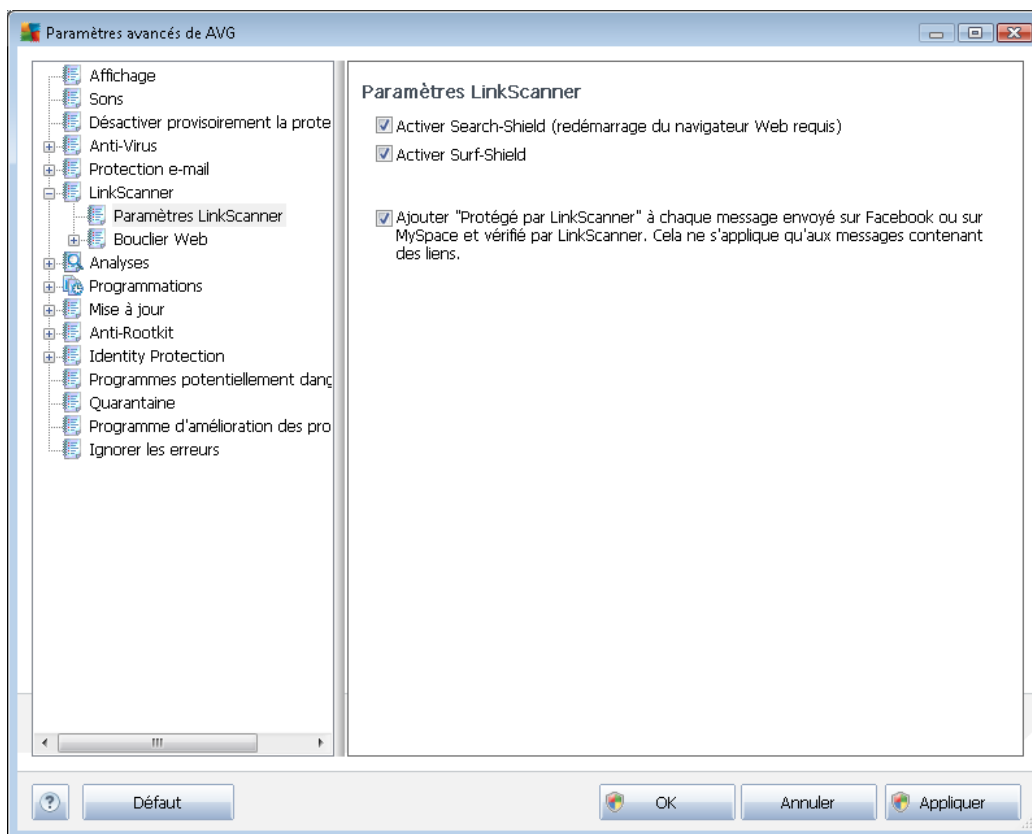 Paramètres avancés de AVG
Affichage
Sons
Désactiver provisoirement la prote
Anti-Virus
Protection e-mail
LinkScanner
Paramètres LinkScanner
Bouclier Web
Analyses
Programmations
Mise à jour
Anti-Rootkit
Identity Protection
Programmes potentiellement dang
Quarantaine
Programme d'amélioration des pro
Ignorer les erreurs
Paramètres LinkScanner
Activer Search-Shield (redémarrage du navigateur Web requis)
Activer Surf-Shield
Ajouter "Protégé par LinkScanner" à chaque message envoyé sur Facebook ou sur
MySpace et vérifié par LinkScanner. Cela ne s'applique qu'aux messages contenant
des liens.
? Défaut OK Annuler Appliquer